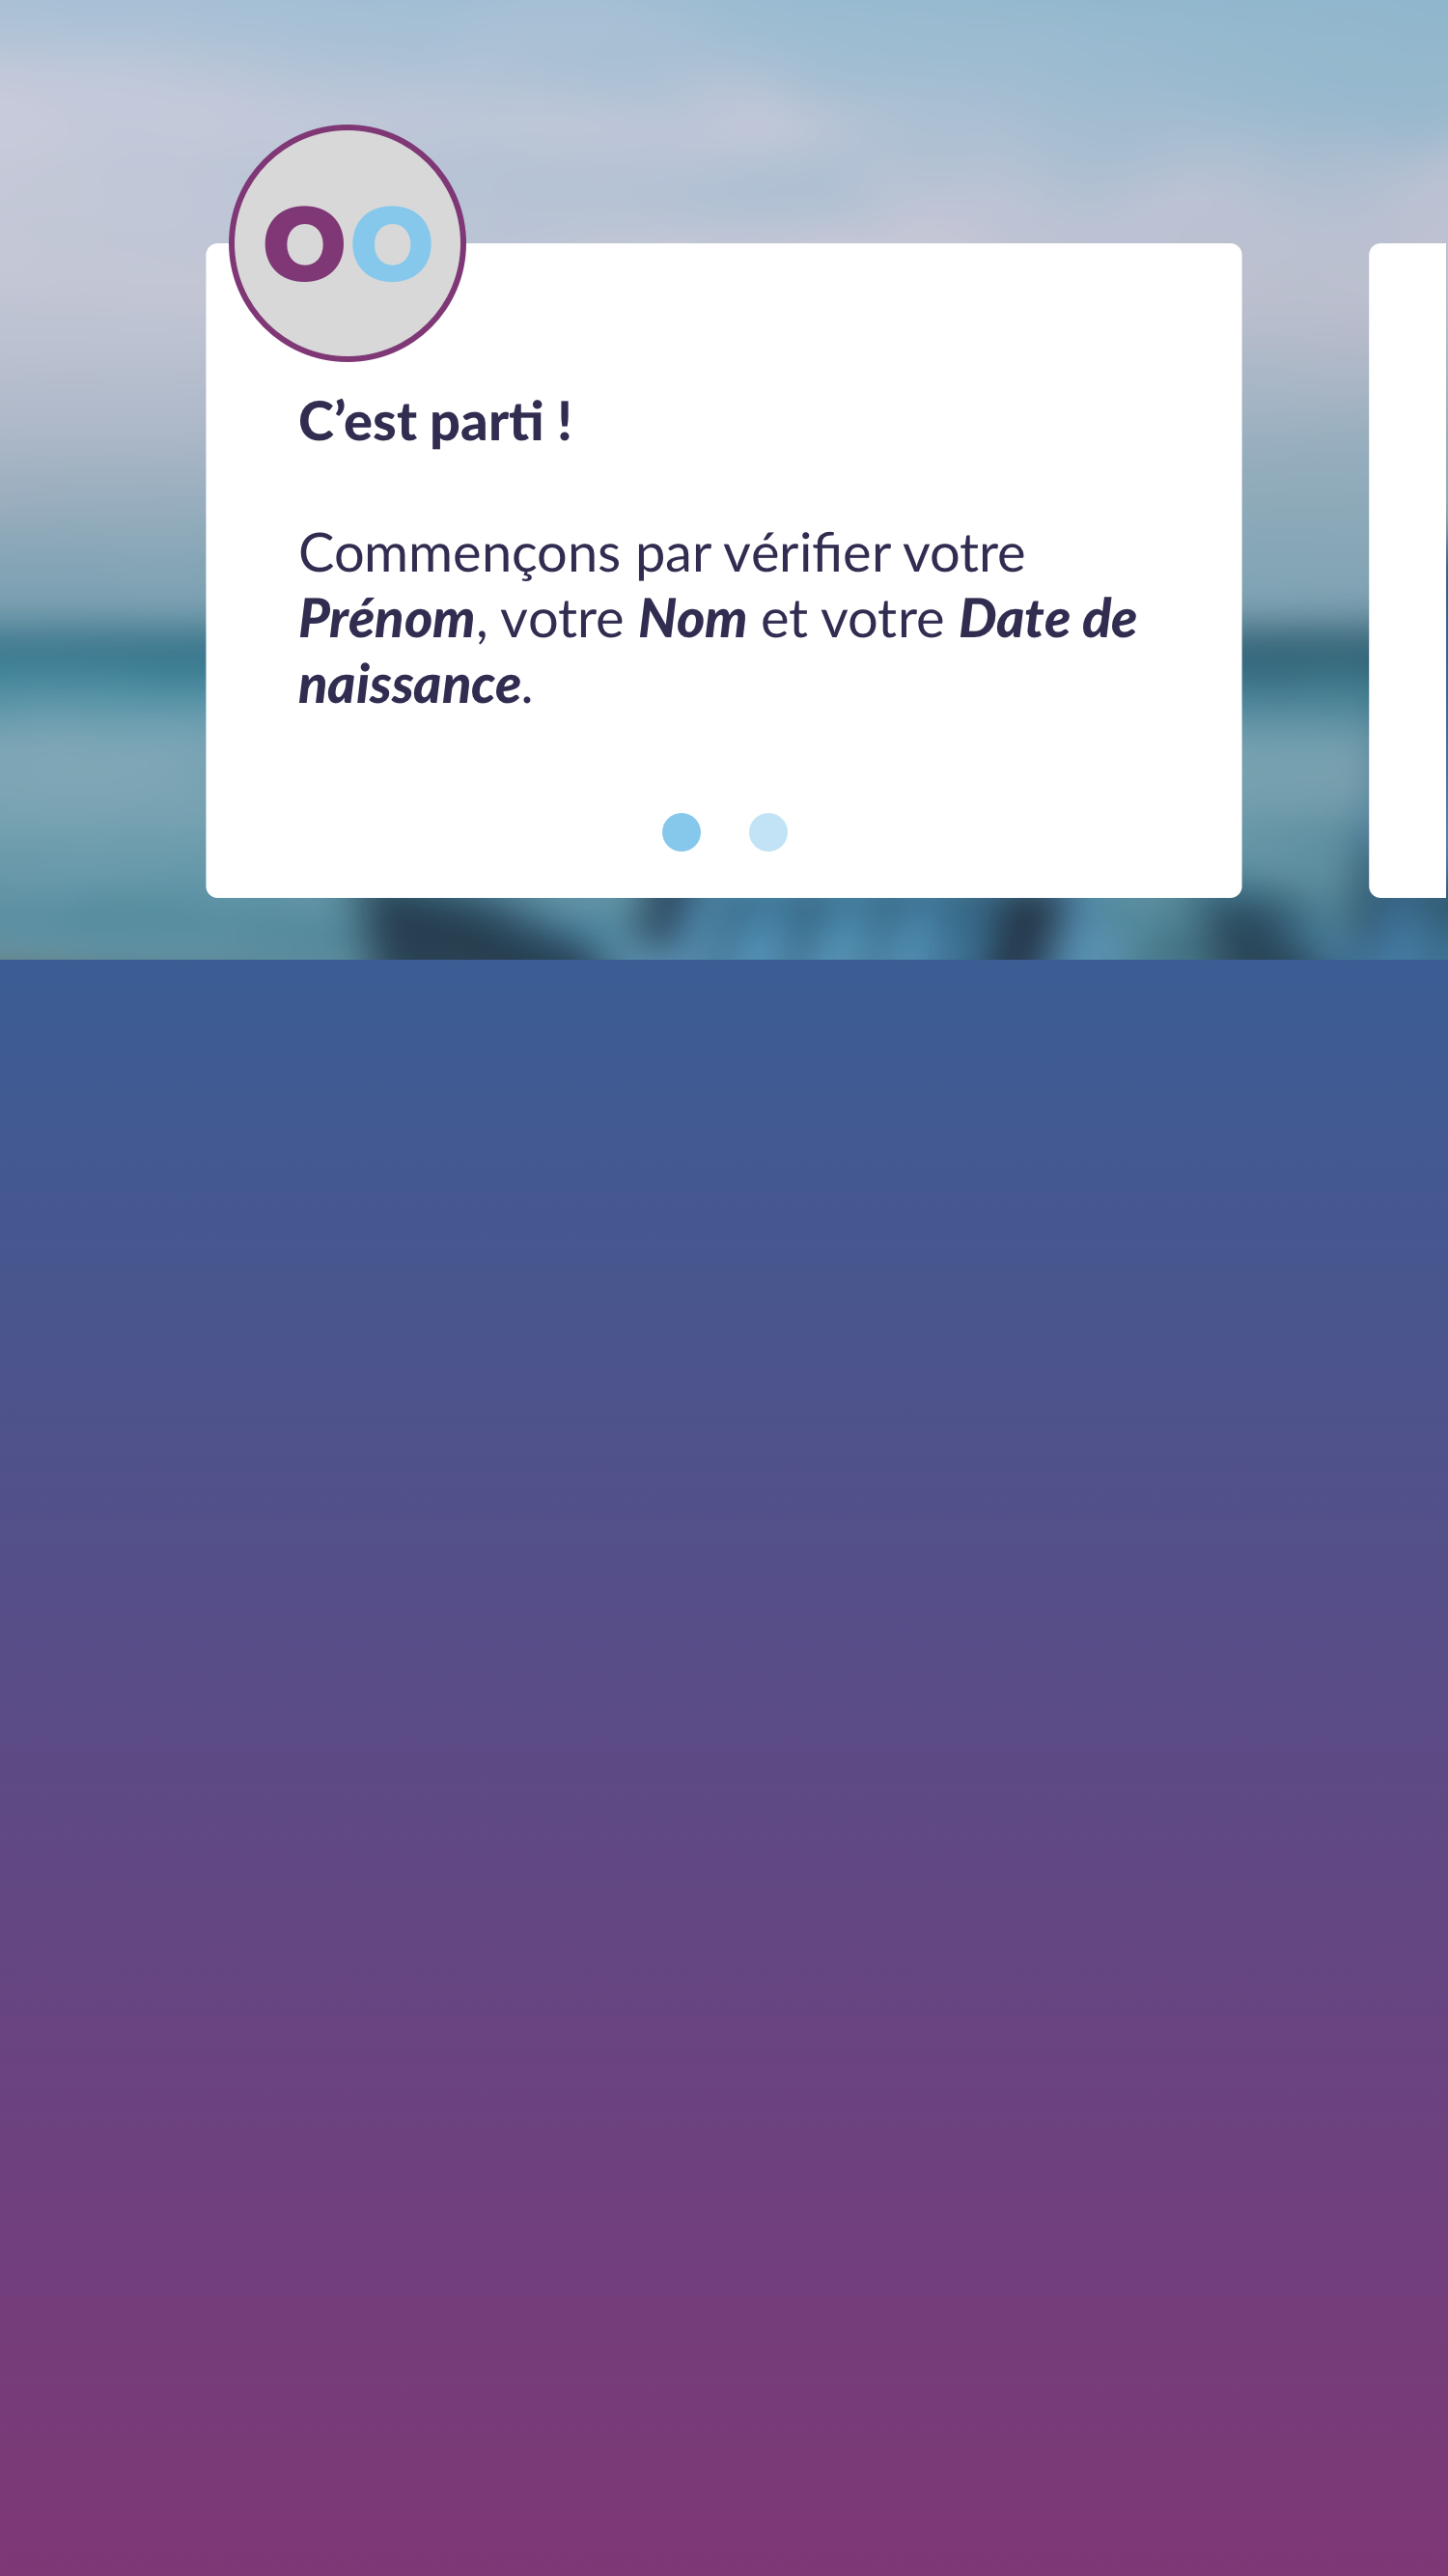 oo
C’est parti !
Commençons par vérifier votre
Prénom, votre Nom et votre Date de
naissance.